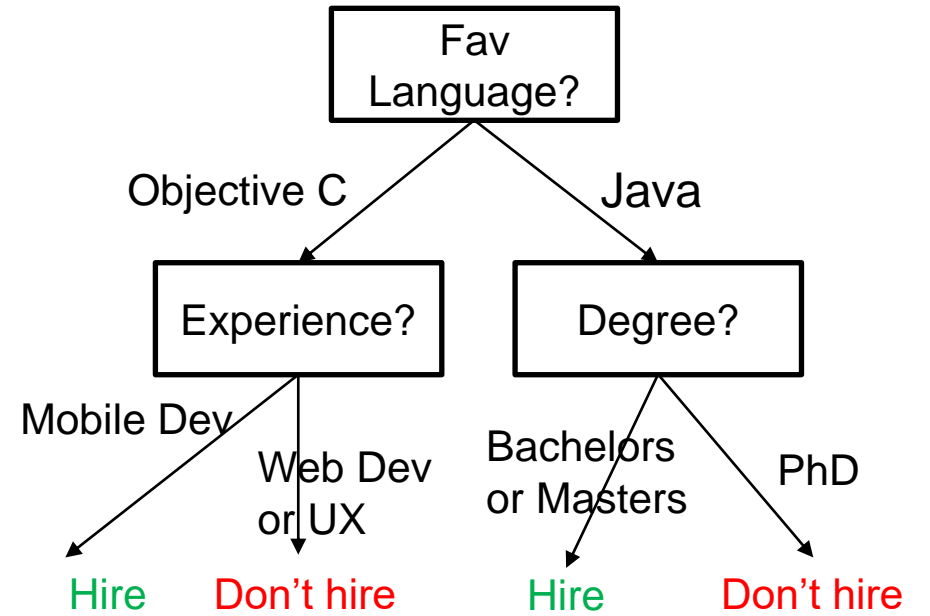 Fav
Language?
Objective C
Java
Experience?
Degree?
Mobile Dev
Web Dev
or UX
Bachelors
or Masters
PhD
Hire
Don't hire
Hire
Don't hire